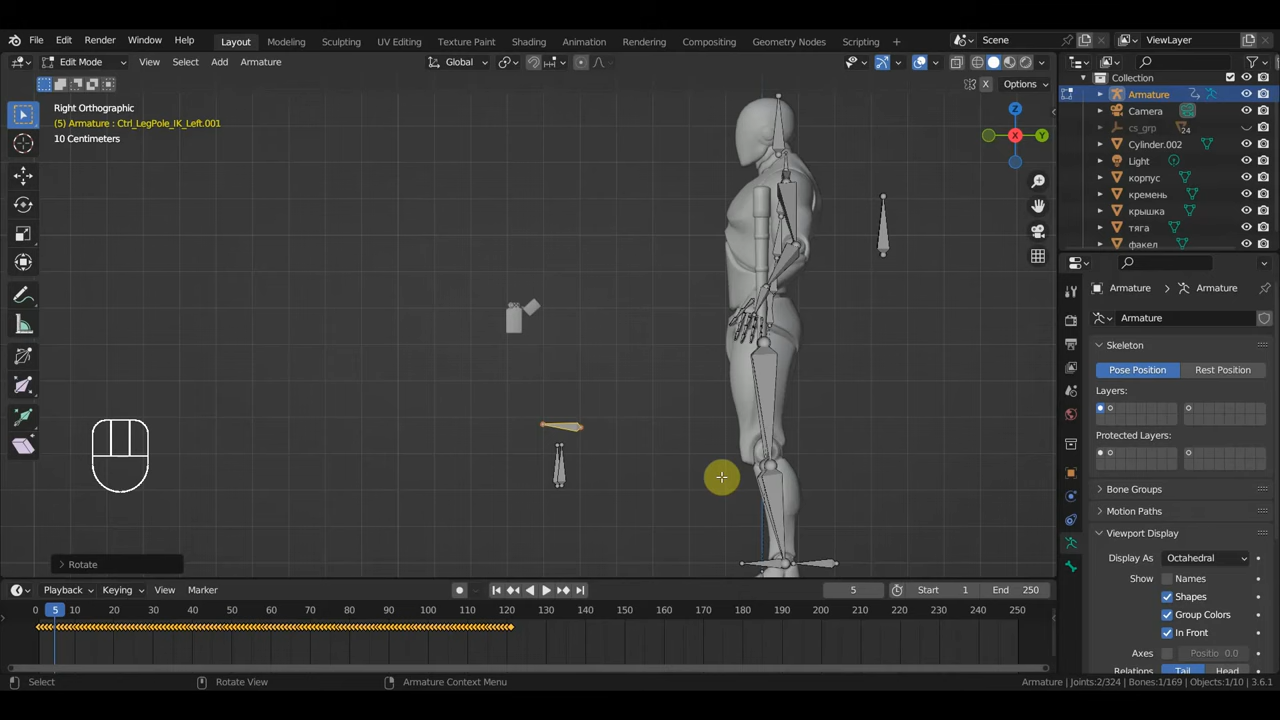 File Edit Render Window Help Layout Modeling Sculpting UV Editing Texture Paint Shading Animation Rendering Compositing Geometry Nodes Scripting + Scene ViewLayer
Edit Mode View Select Add Armature Global X Options
Right Orthographic
(5) Armature : Ctrl_LegPole_IK_Left.001
10 Centimeters
Z
X
Y
Collection
Armature
Camera
cs_grp 24
Cylinder.002
Light
корпус
кремень
крышка
тяга
факел
Armature > Armature
Armature
Skeleton
Pose Position Rest Position
Layers:
Protected Layers:
Bone Groups
Motion Paths
Viewport Display
Display As Octahedral
Show Names
Shapes
Group Colors
In Front
Axes Positio 0.0
Relations Tail Head
> Rotate
Playback Keying View Marker 5 Start 1 End 250
0 5 10 20 30 40 50 60 70 80 90 100 110 120 130 140 150 160 170 180 190 200 210 220 230 240 250
Select Rotate View Armature Context Menu Armature | Joints:2/324 | Bones:1/169 | Objects:1/10 | 3.6.1